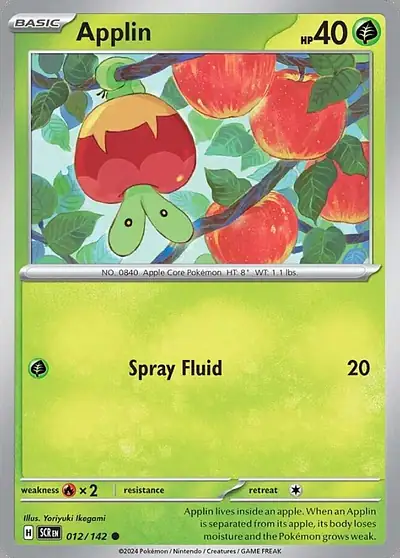 BASIC
Applin
HP40
NO. 0840 Apple Core Pokémon HT: 8" WT: 1.1 lbs.
Spray Fluid 20
weakness ×2 resistance retreat
Illus. Yoriyuki Ikegami
H SCR EN 012/142
Applin lives inside an apple. When an Applin
is separated from its apple, its body loses
moisture and the Pokémon grows weak.
©2024 Pokémon / Nintendo / Creatures / GAME FREAK